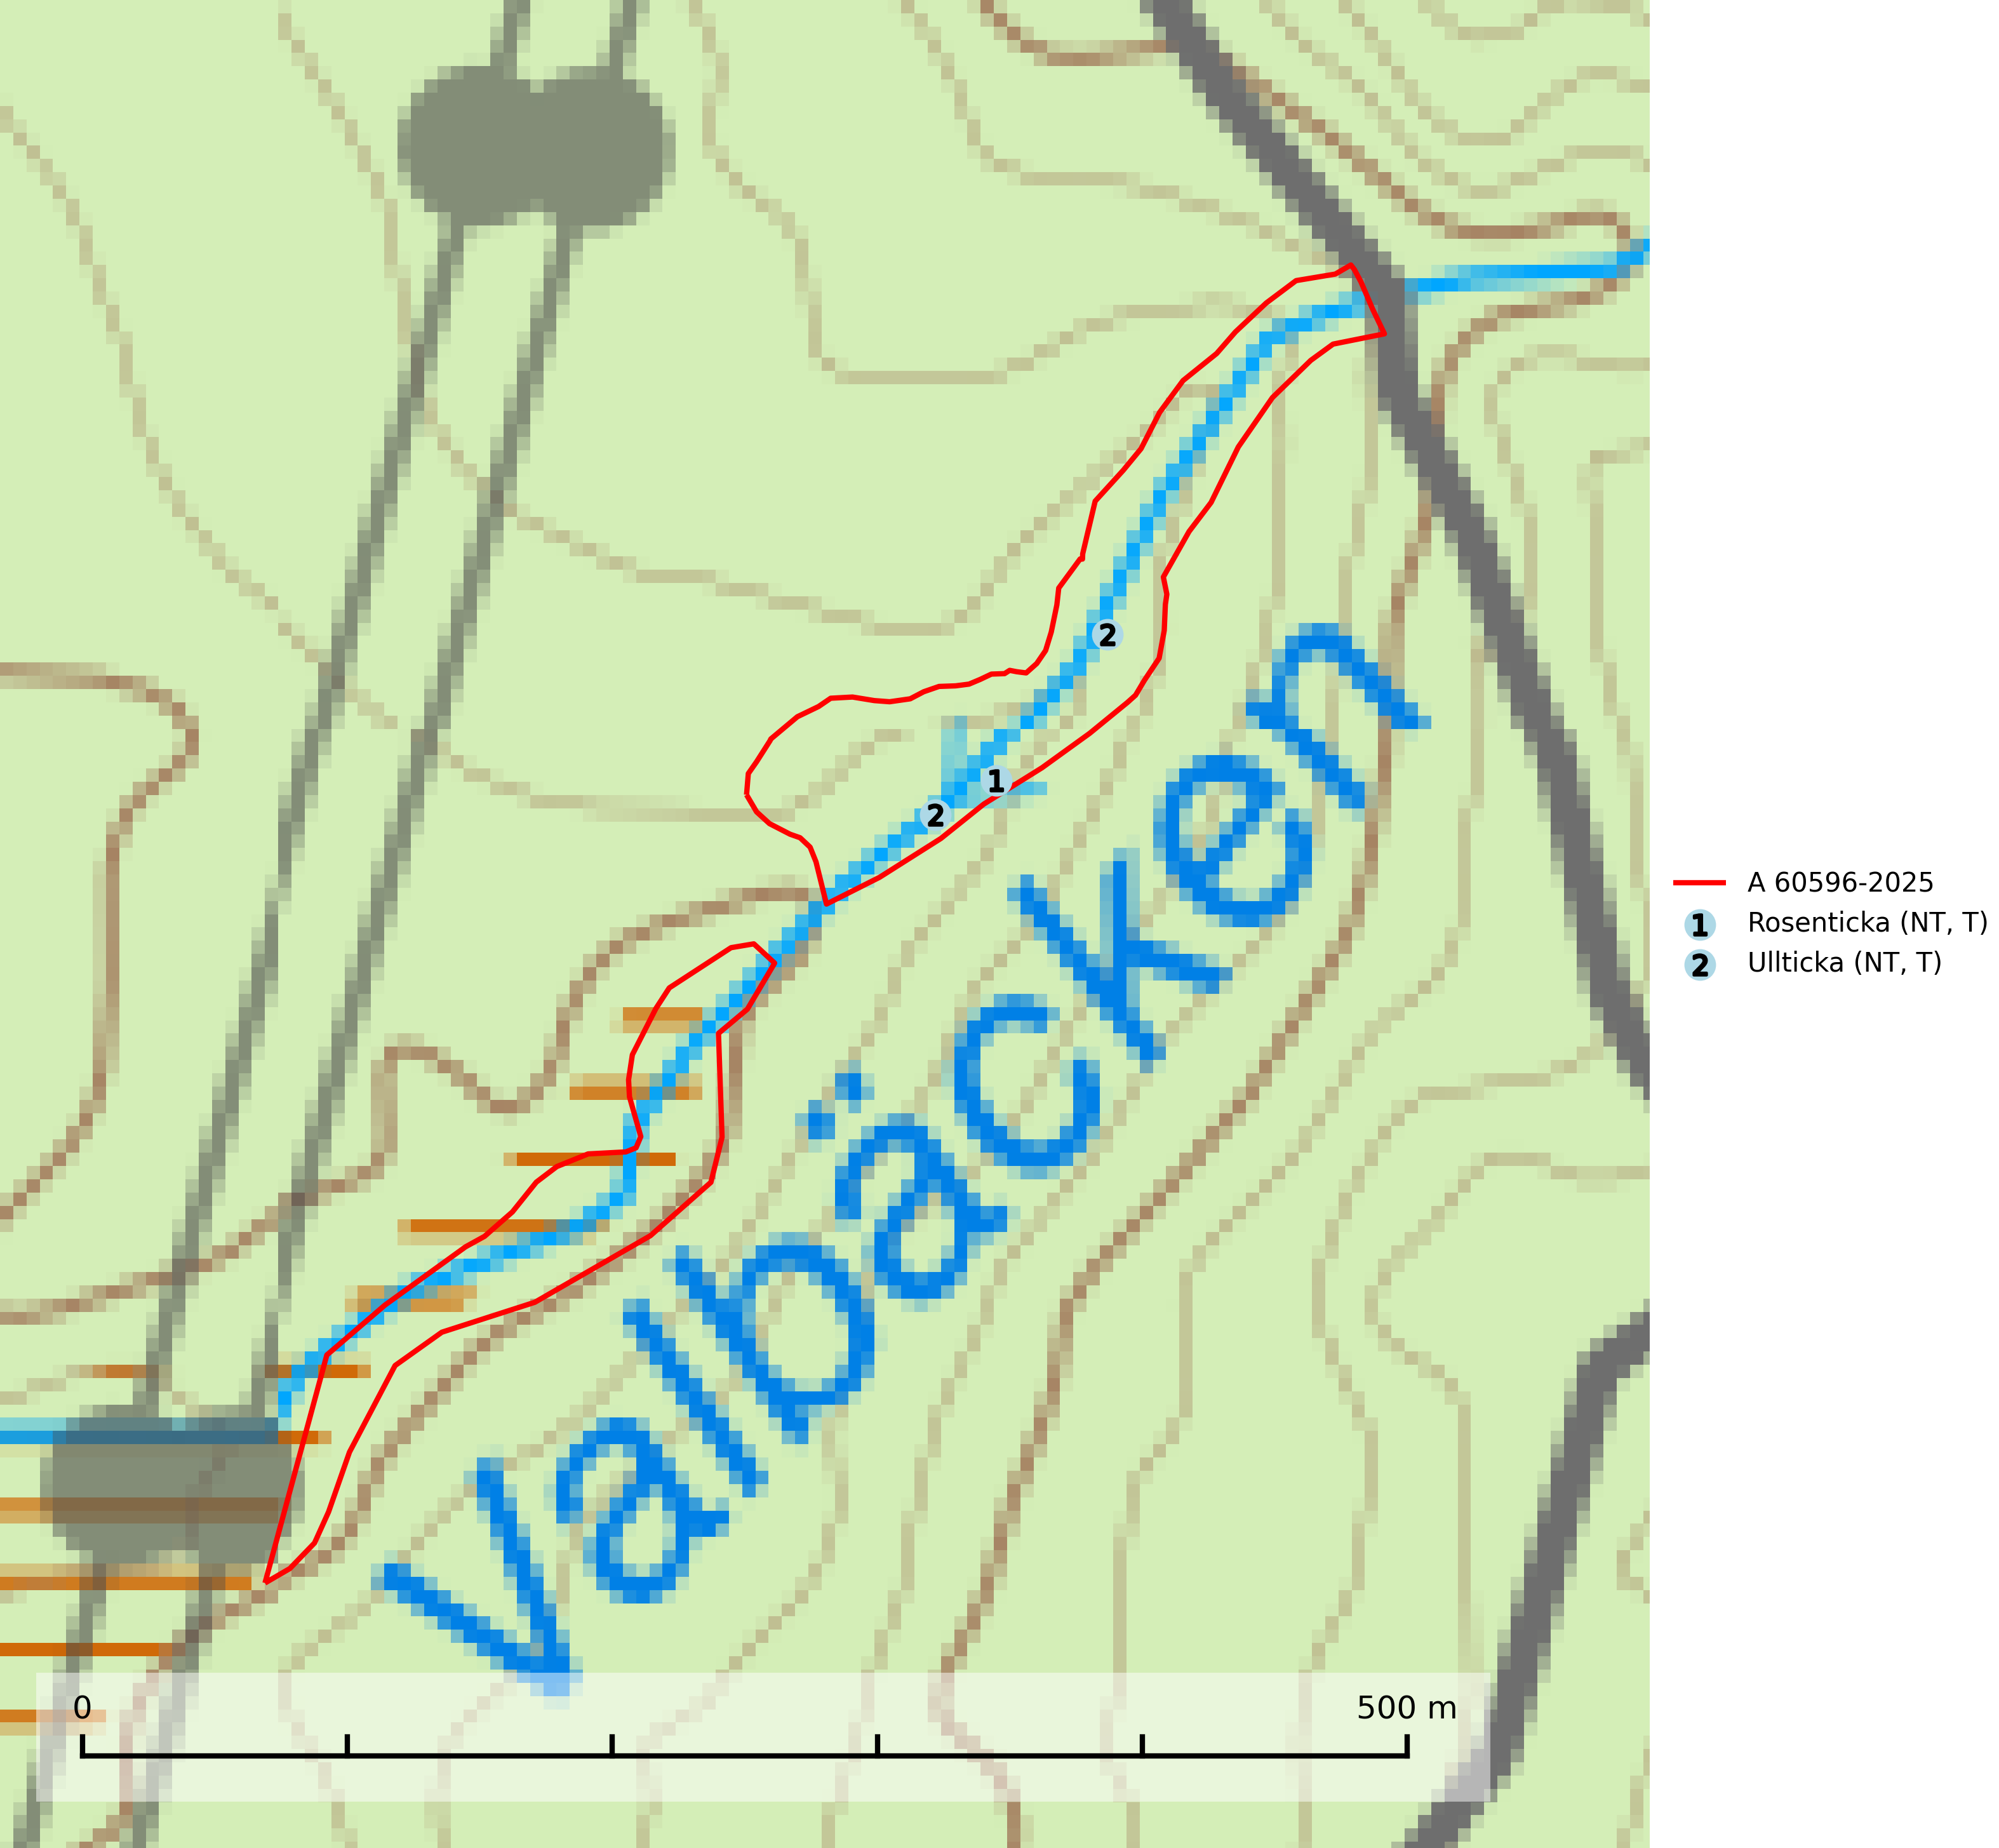 2
1
2
Valbäcken
A 60596-2025
1 Rosenticka (NT, T)
2 Ullticka (NT, T)
0 500 m